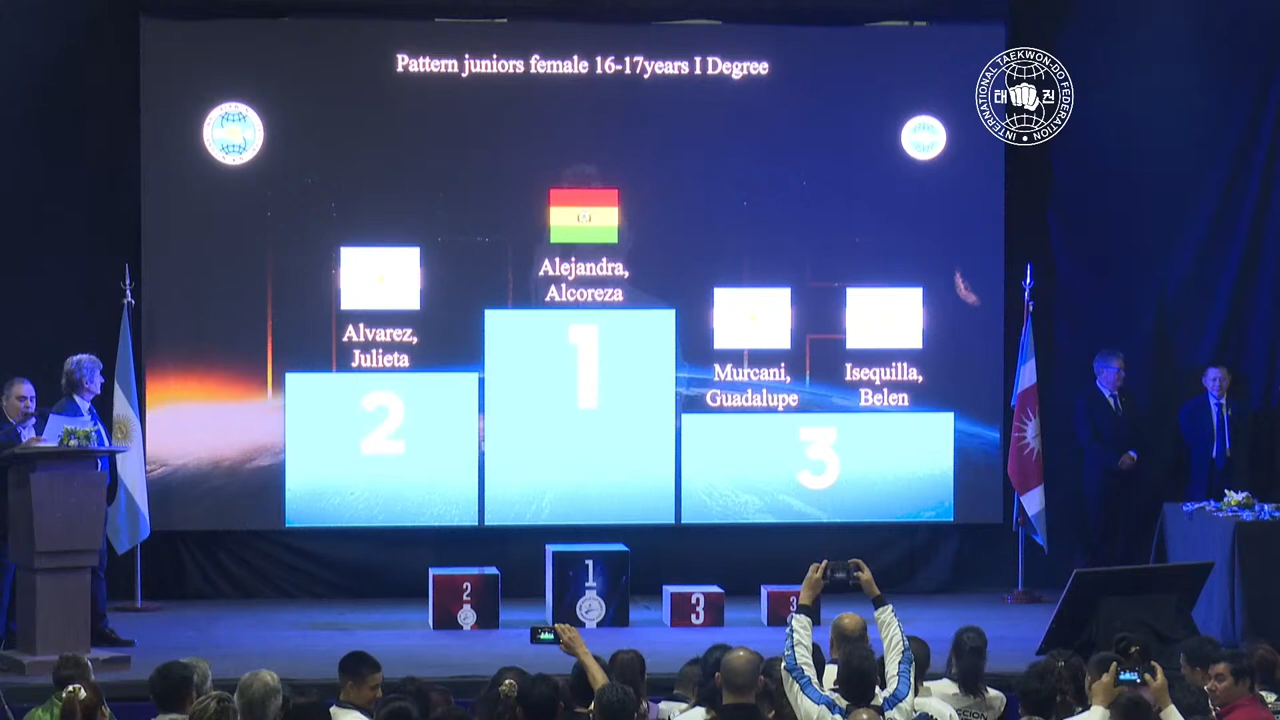 Pattern juniors female 16-17years I Degree
INTERNATIONAL TAEKWON-DO FEDERATION
태 권
Alejandra,
Alcoreza
Alvarez,
Julieta
Murcani,
Guadalupe
Isequilla,
Belen
1
2
3
1
2
3
3
CCION